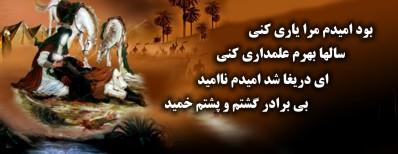 بود امیدم مرا یاری کنی
سالها بهرم علمداری کنی
ای دریغا شد امیدم ناامید
بی برادر گشتم و پشتم خمید